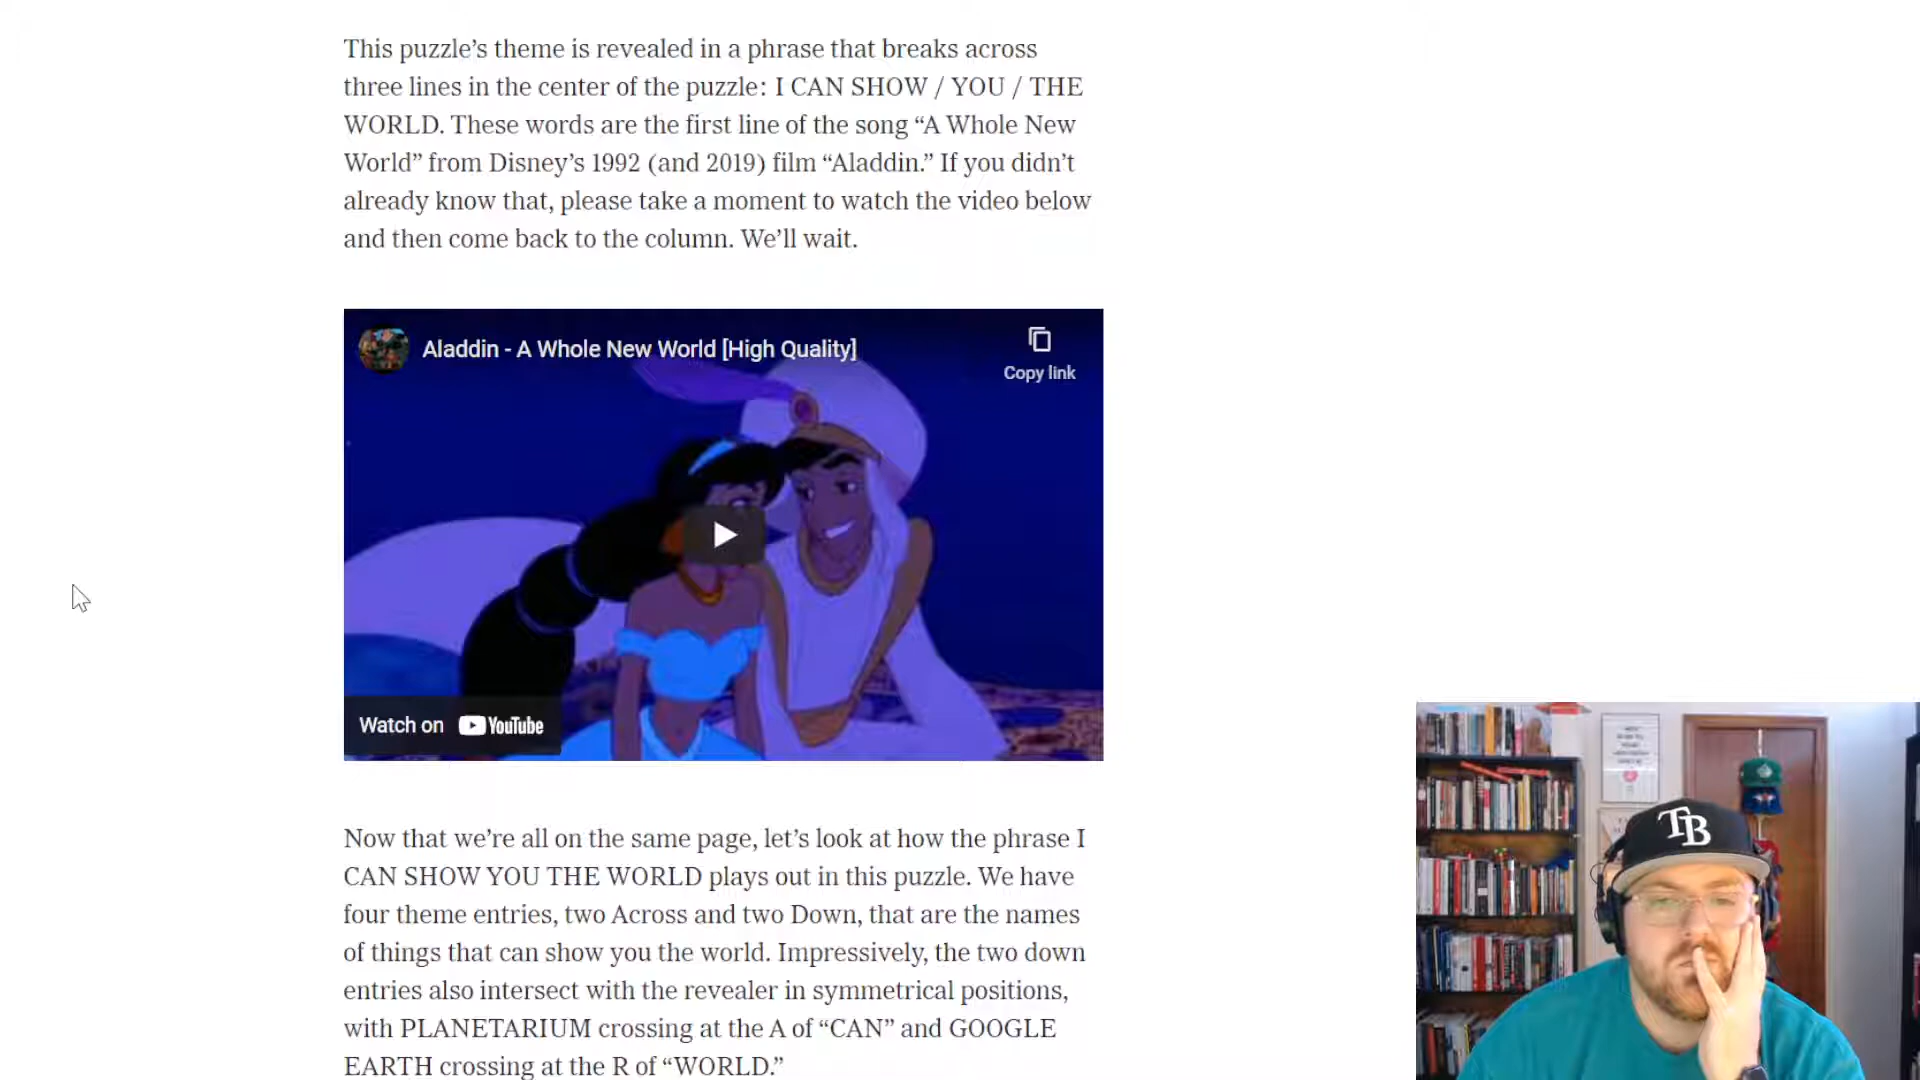 This puzzle’s theme is revealed in a phrase that breaks across
three lines in the center of the puzzle: I CAN SHOW / YOU / THE
WORLD. These words are the first line of the song “A Whole New
World” from Disney’s 1992 (and 2019) film “Aladdin.” If you didn’t
already know that, please take a moment to watch the video below
and then come back to the column. We’ll wait.
Aladdin - A Whole New World [High Quality]
Copy link
Watch on YouTube
Now that we’re all on the same page, let’s look at how the phrase I
CAN SHOW YOU THE WORLD plays out in this puzzle. We have
four theme entries, two Across and two Down, that are the names
of things that can show you the world. Impressively, the two down
entries also intersect with the revealer in symmetrical positions,
with PLANETARIUM crossing at the A of “CAN” and GOOGLE
EARTH crossing at the R of “WORLD.”
TB